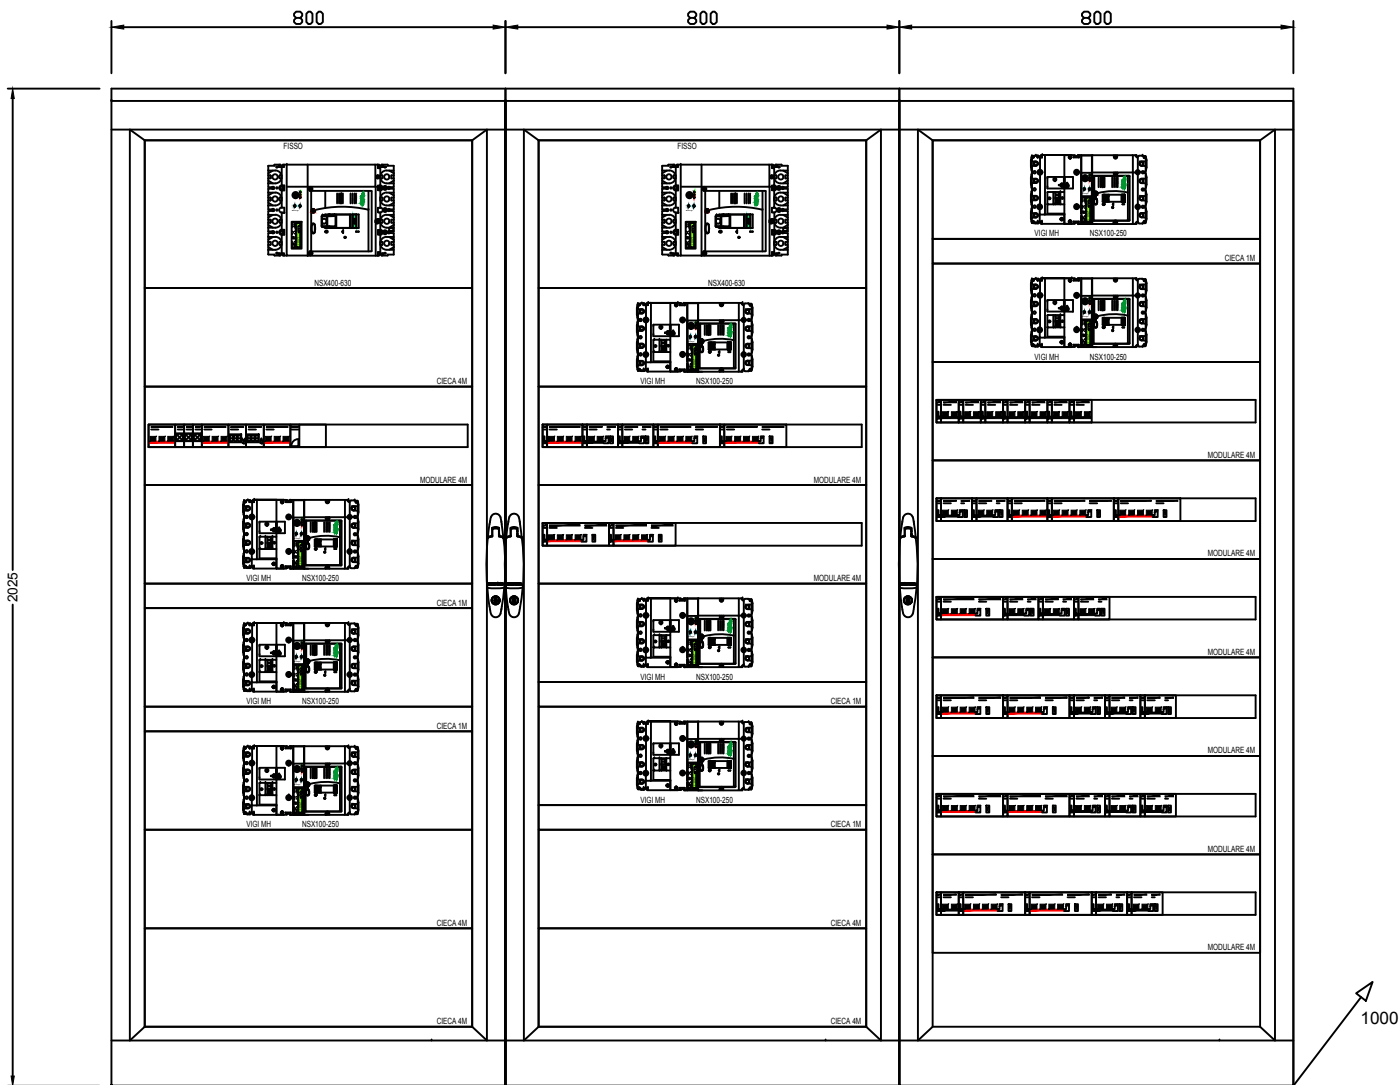 800
800
800
2025
FISSO
NSX400-630
CIECA 4M
MODULARE 4M
VIGI MH NSX100-250
CIECA 1M
VIGI MH NSX100-250
CIECA 1M
VIGI MH NSX100-250
CIECA 4M
CIECA 4M
FISSO
NSX400-630
VIGI MH NSX100-250
MODULARE 4M
MODULARE 4M
VIGI MH NSX100-250
CIECA 1M
VIGI MH NSX100-250
CIECA 1M
CIECA 4M
CIECA 4M
VIGI MH NSX100-250
CIECA 1M
VIGI MH NSX100-250
MODULARE 4M
MODULARE 4M
MODULARE 4M
MODULARE 4M
MODULARE 4M
MODULARE 4M
1000